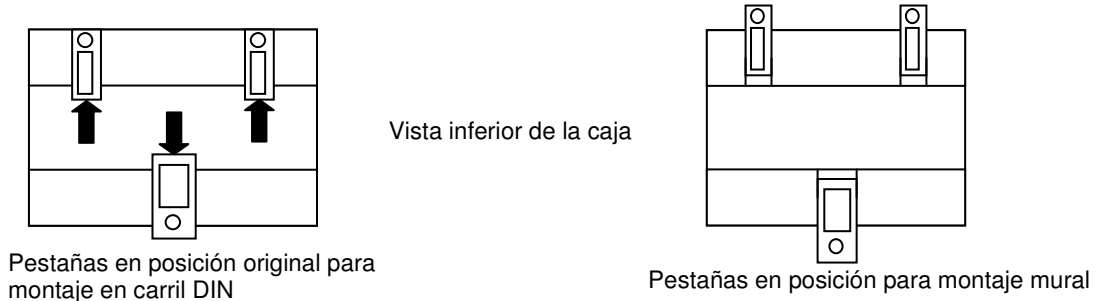 Vista inferior de la caja
Pestañas en posición original para
montaje en carril DIN
Pestañas en posición para montaje mural